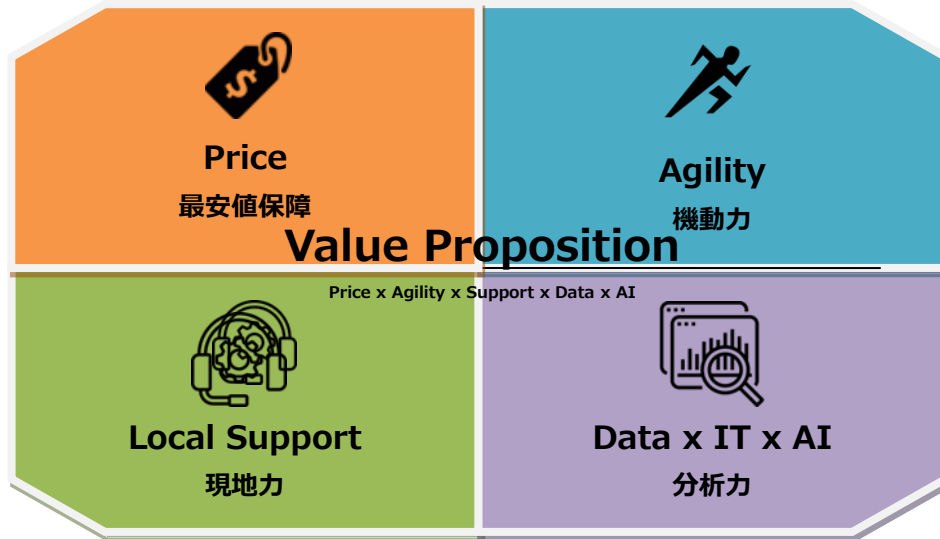 Price
最安値保障
Agility
機動力
Value Proposition
Price x Agility x Support x Data x AI
Local Support
現地力
Data x IT x AI
分析力